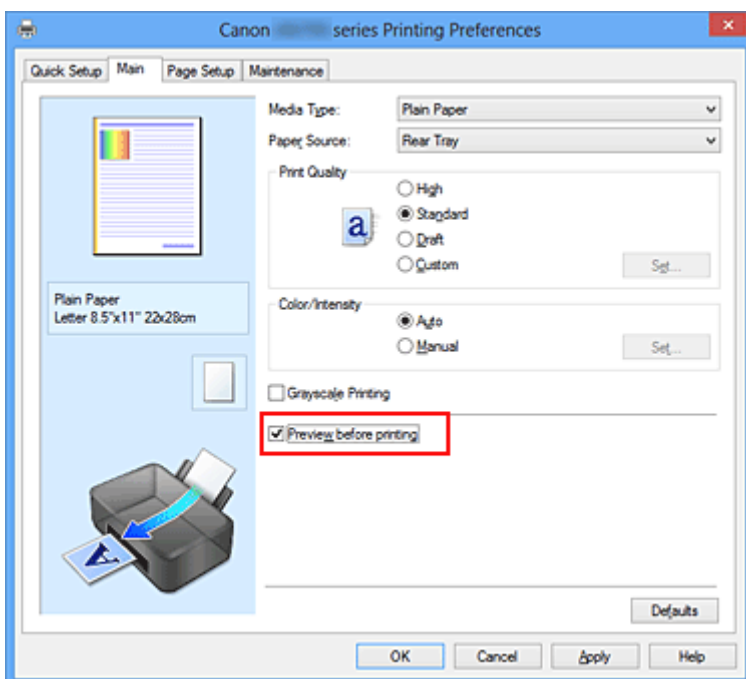 Canon series Printing Preferences
Quick Setup Main Page Setup Maintenance
Media Type: Plain Paper
Paper Source: Rear Tray
Print Quality
High
a Standard
Draft
Custom Set...
Plain Paper
Letter 8.5"x11" 22x28cm
Color/Intensity
Auto
Manual Set...
Grayscale Printing
Preview before printing
A
Defaults
OK Cancel Apply Help